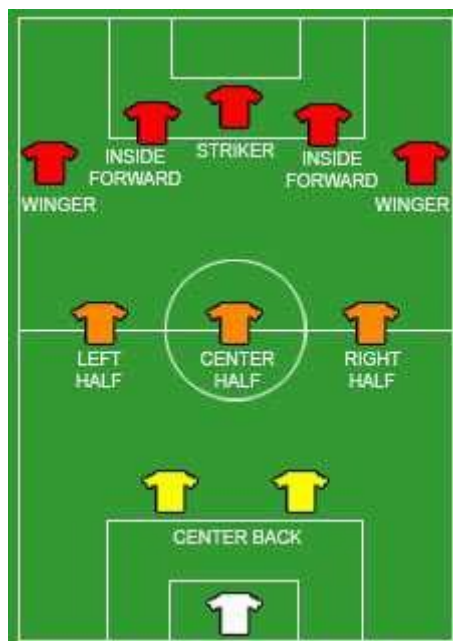 STRIKER
INSIDE
FORWARD
INSIDE
FORWARD
WINGER
WINGER
LEFT
HALF
CENTER
HALF
RIGHT
HALF
CENTER BACK